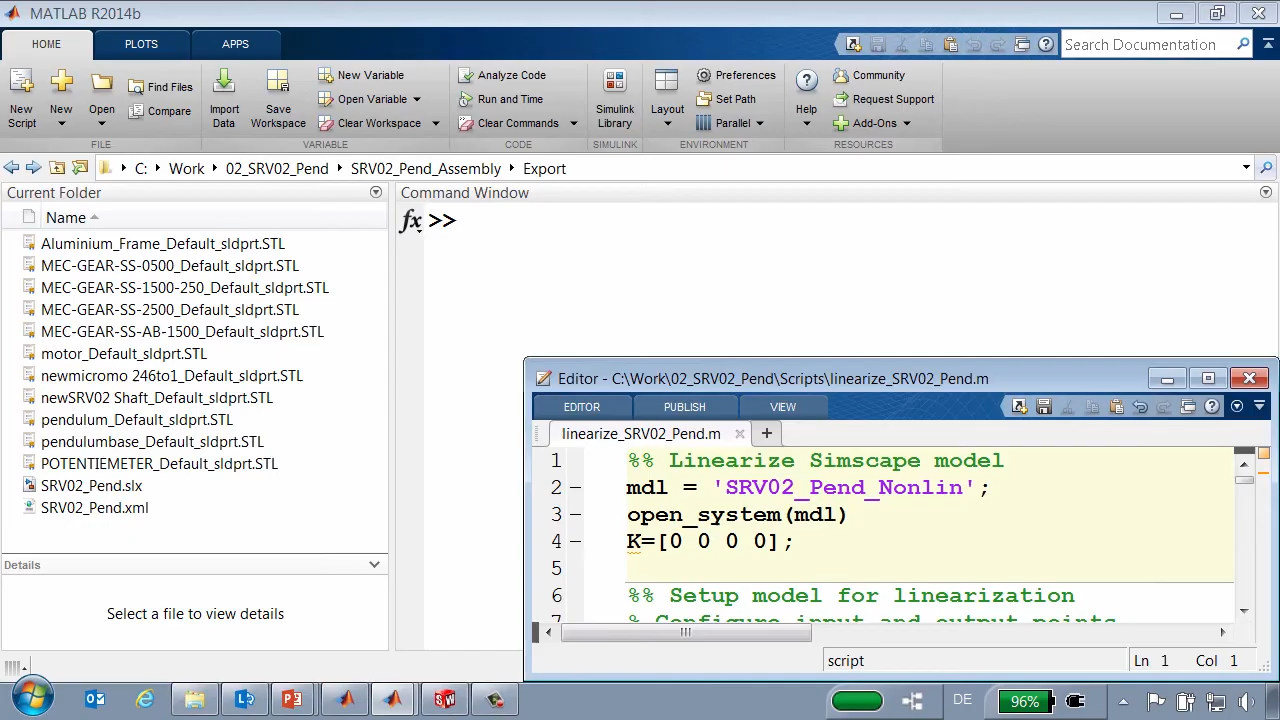 MATLAB R2014b
HOME PLOTS APPS
Search Documentation
New Script
New
Open
Find Files
Compare
Import Data
Save Workspace
New Variable
Open Variable
Clear Workspace
Analyze Code
Run and Time
Clear Commands
Simulink Library
Layout
Preferences
Set Path
Parallel
Help
Community
Request Support
Add-Ons
FILE VARIABLE CODE SIMULINK ENVIRONMENT RESOURCES
C: Work 02_SRV02_Pend SRV02_Pend_Assembly Export
Current Folder
Name
Aluminium_Frame_Default_sldprt.STL
MEC-GEAR-SS-0500_Default_sldprt.STL
MEC-GEAR-SS-1500-250_Default_sldprt.STL
MEC-GEAR-SS-2500_Default_sldprt.STL
MEC-GEAR-SS-AB-1500_Default_sldprt.STL
motor_Default_sldprt.STL
newmicromo 246to1_Default_sldprt.STL
newSRV02 Shaft_Default_sldprt.STL
pendulum_Default_sldprt.STL
pendulumbase_Default_sldprt.STL
POTENTIEMETER_Default_sldprt.STL
SRV02_Pend.slx
SRV02_Pend.xml
Details
Select a file to view details
Command Window
fx >>
Editor - C:\Work\02_SRV02_Pend\Scripts\linearize_SRV02_Pend.m
EDITOR PUBLISH VIEW
linearize_SRV02_Pend.m
1 %% Linearize Simscape model
2 mdl = 'SRV02_Pend_Nonlin';
3 open_system(mdl)
4 K=[0 0 0 0];
5
6 %% Setup model for linearization
7 % Configure input and output points
script
Ln 1 Col 1
DE
96%